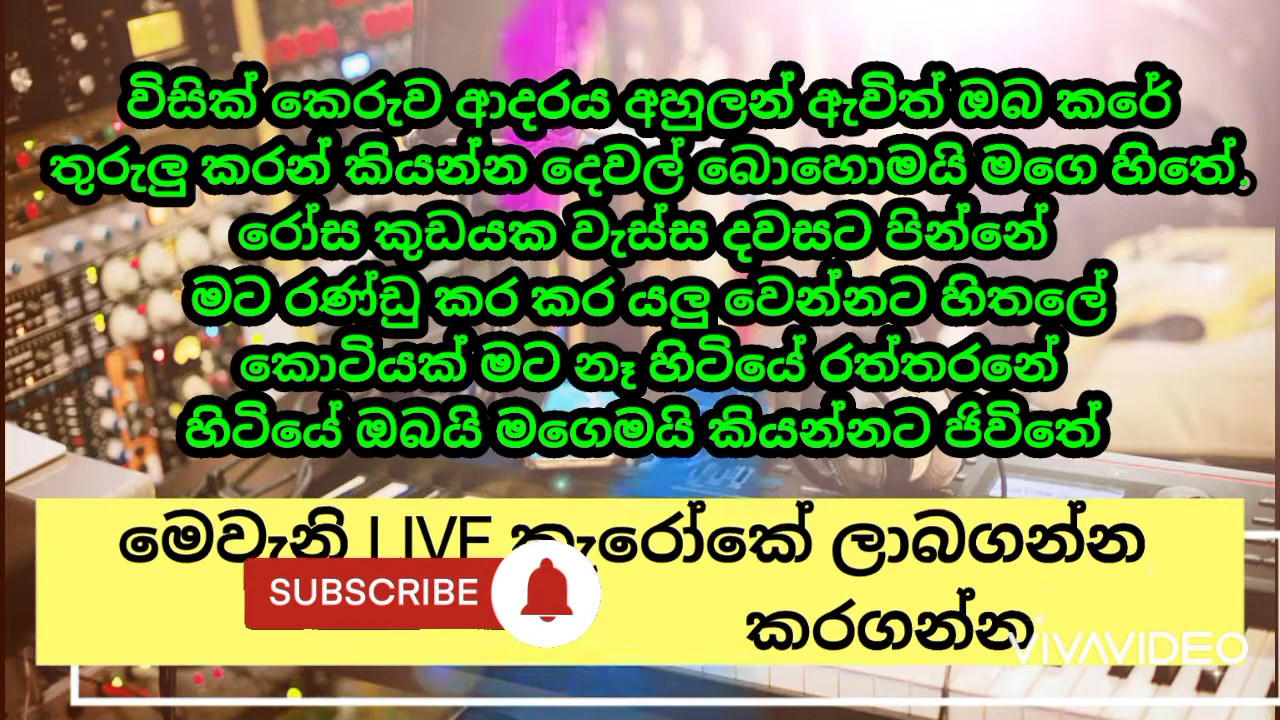 විසික් කෙරුව ආදරය අහුලන් ඇවිත් ඔබ කරේ
තුරුලු කරන් කියන්න දෙවල් බොහොමයි මගෙ හිතේ,
රෝස කුඩයක වැස්ස දවසට පින්නේ
මට රණ්ඩු කර කර යලු වෙන්නට හිතලේ
කොටියක් මට නෑ හිටියේ රත්තරනේ
හිටියේ ඔබයි මගෙමයි කියන්නට ජිවිතේ
මෙවැනි LIVE කැරෝකේ ලාබගන්න
SUBSCRIBE
කරගන්න
VIVAVIDEO